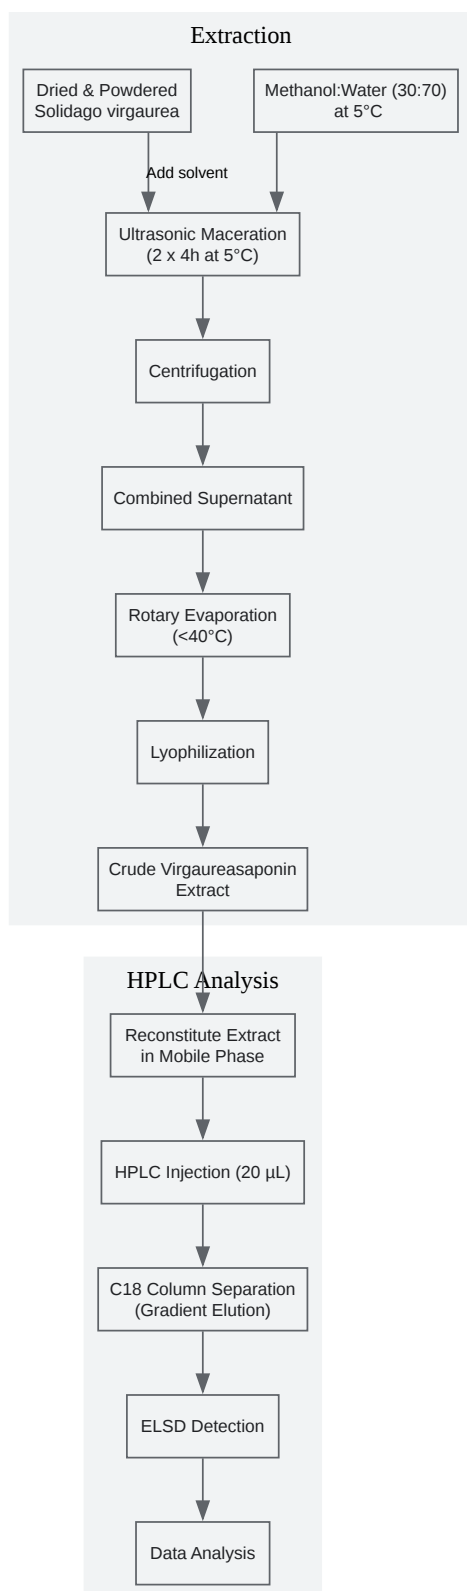 Extraction
Dried & Powdered
Solidago virgaurea
Methanol:Water (30:70)
at 5°C
Add solvent
Ultrasonic Maceration
(2 x 4h at 5°C)
Centrifugation
Combined Supernatant
Rotary Evaporation
(<40°C)
Lyophilization
Crude Virgaureasaponin
Extract
HPLC Analysis
Reconstitute Extract
in Mobile Phase
HPLC Injection (20 µL)
C18 Column Separation
(Gradient Elution)
ELSD Detection
Data Analysis